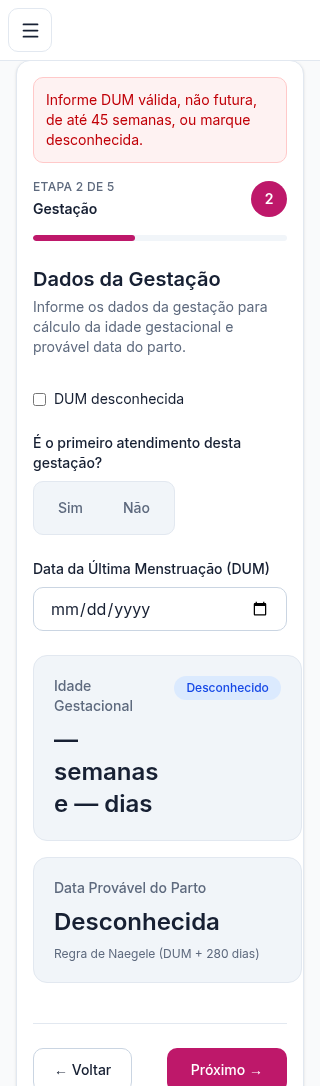 Informe DUM válida, não futura,
de até 45 semanas, ou marque
desconhecida.
ETAPA 2 DE 5
Gestação
2
Dados da Gestação
Informe os dados da gestação para
cálculo da idade gestacional e
provável data do parto.
DUM desconhecida
É o primeiro atendimento desta
gestação?
Sim Não
Data da Última Menstruação (DUM)
mm/dd/yyyy
Idade
Gestacional
Desconhecido
—
semanas
e — dias
Data Provável do Parto
Desconhecida
Regra de Naegele (DUM + 280 dias)
← Voltar Próximo →